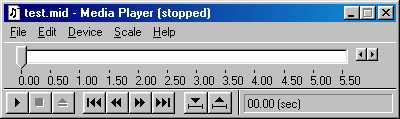 test.mid - Media Player (stopped)
File Edit Device Scale Help
0.00 0.50 1.00 1.50 2.00 2.50 3.00 3.50 4.00 4.50 5.00 5.50
00.00 (sec)